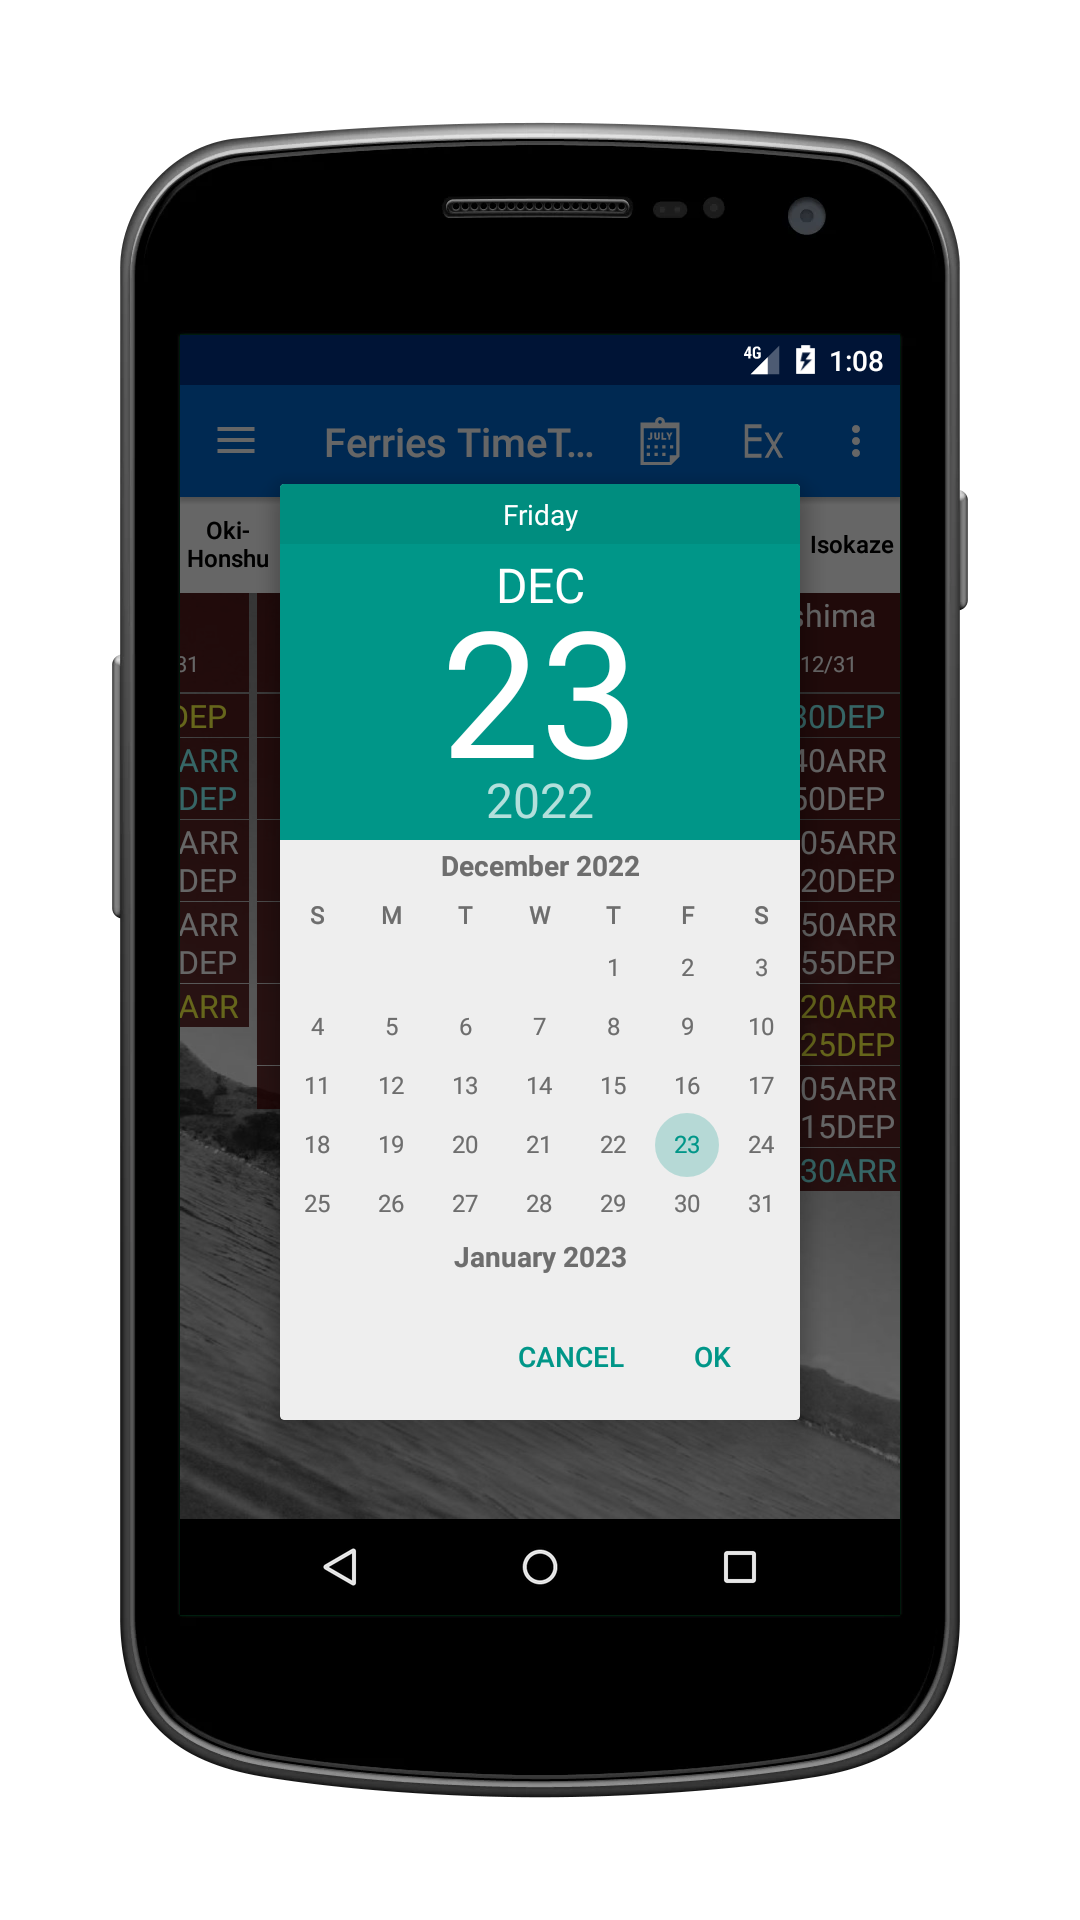 4G 1:08
Ferries TimeT... JULY Ex
Friday
Oki-
Honshu
Isokaze
DEC
23
2022
shima
31
12/31
DEP
30DEP
ARR
40ARR
DEP
50DEP
ARR
05ARR
DEP
20DEP
ARR
50ARR
DEP
55DEP
ARR
20ARR
25DEP
05ARR
15DEP
30ARR
December 2022
S M T W T F S
1 2 3
4 5 6 7 8 9 10
11 12 13 14 15 16 17
18 19 20 21 22 23 24
25 26 27 28 29 30 31
January 2023
CANCEL OK